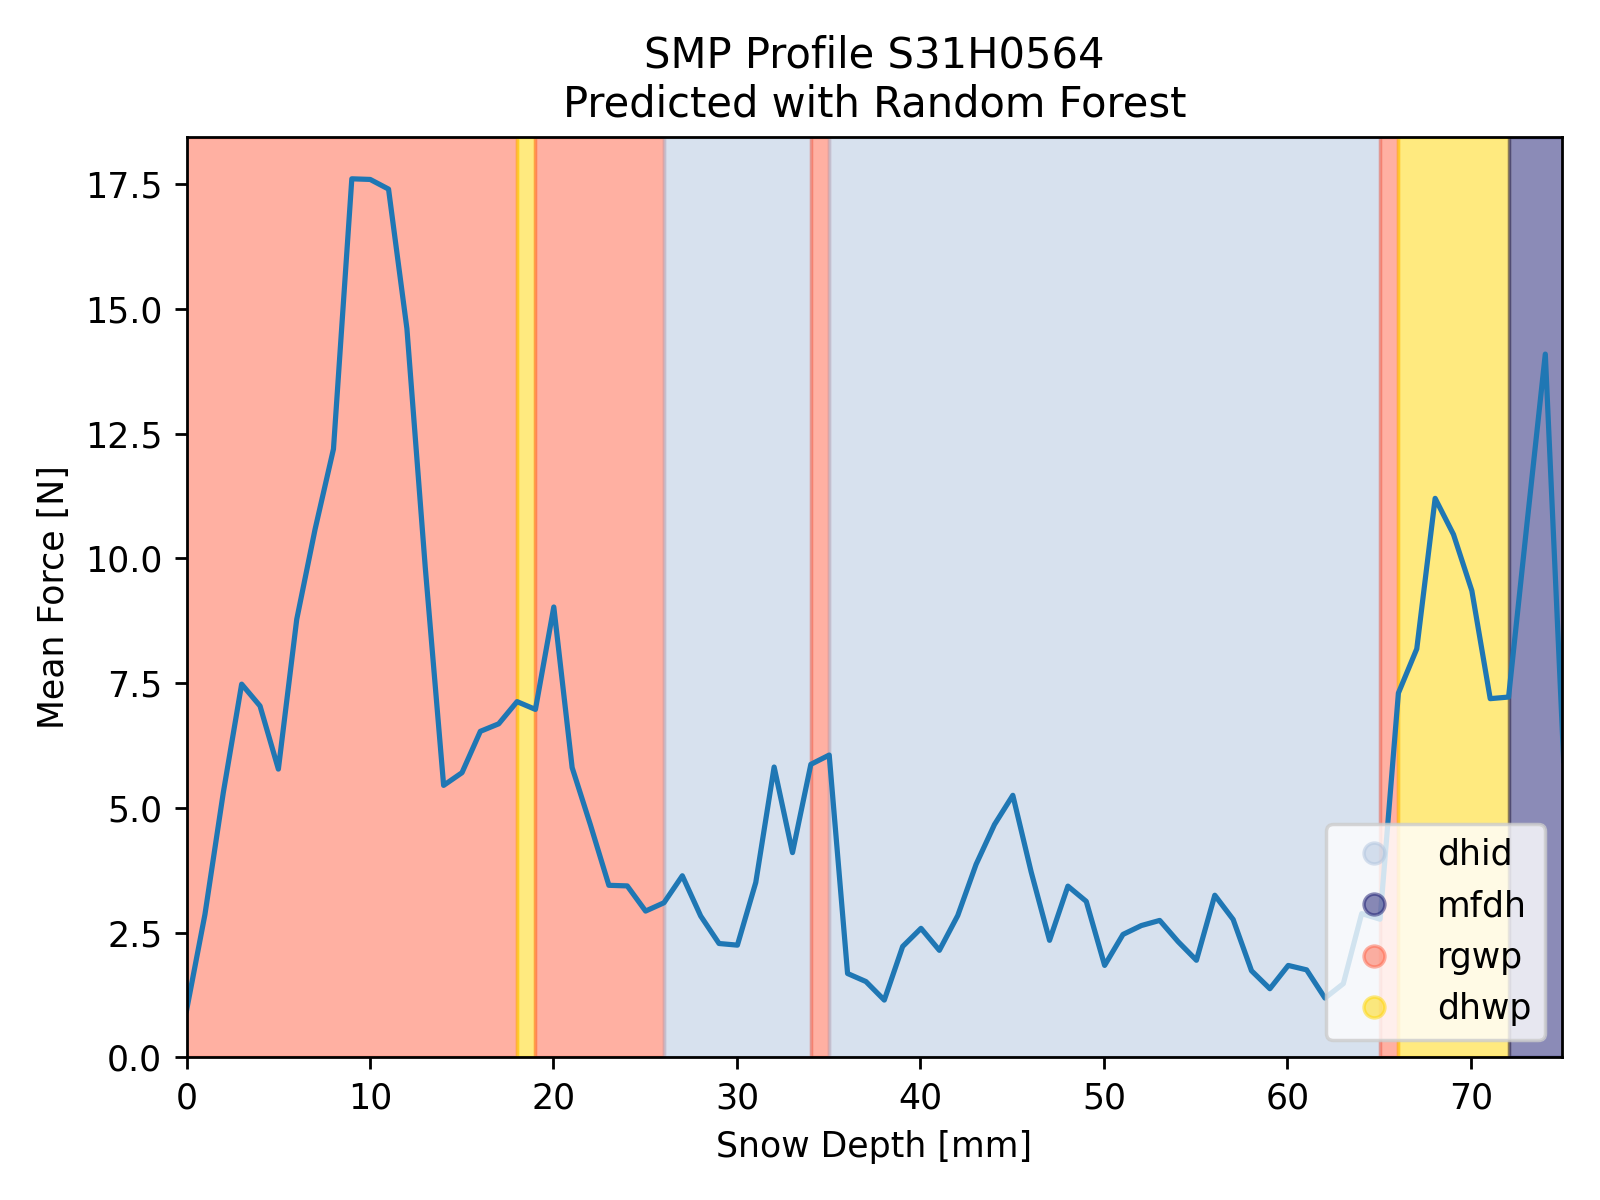 SMP Profile S31H0564
Predicted with Random Forest
Mean Force [N]
17.5
15.0
12.5
10.0
7.5
5.0
2.5
0.0
dhid
mfdh
rgwp
dhwp
0 10 20 30 40 50 60 70
Snow Depth [mm]